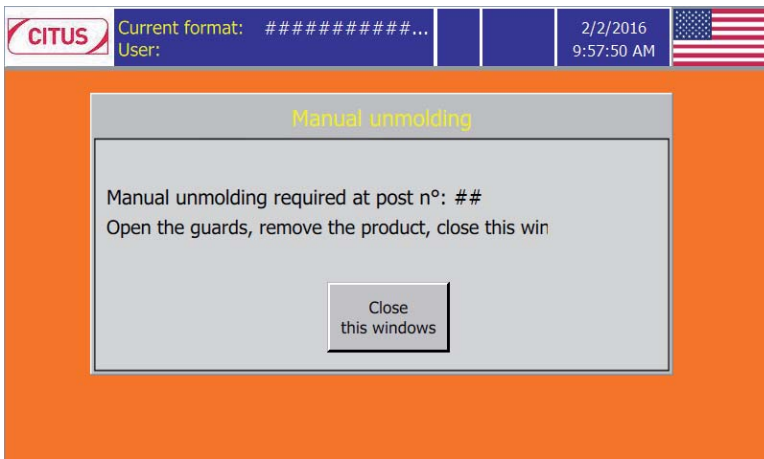 CITUS
Current format: ###########...
User:
2/2/2016
9:57:50 AM
Manual unmolding
Manual unmolding required at post n°: ##
Open the guards, remove the product, close this win
Close
this windows